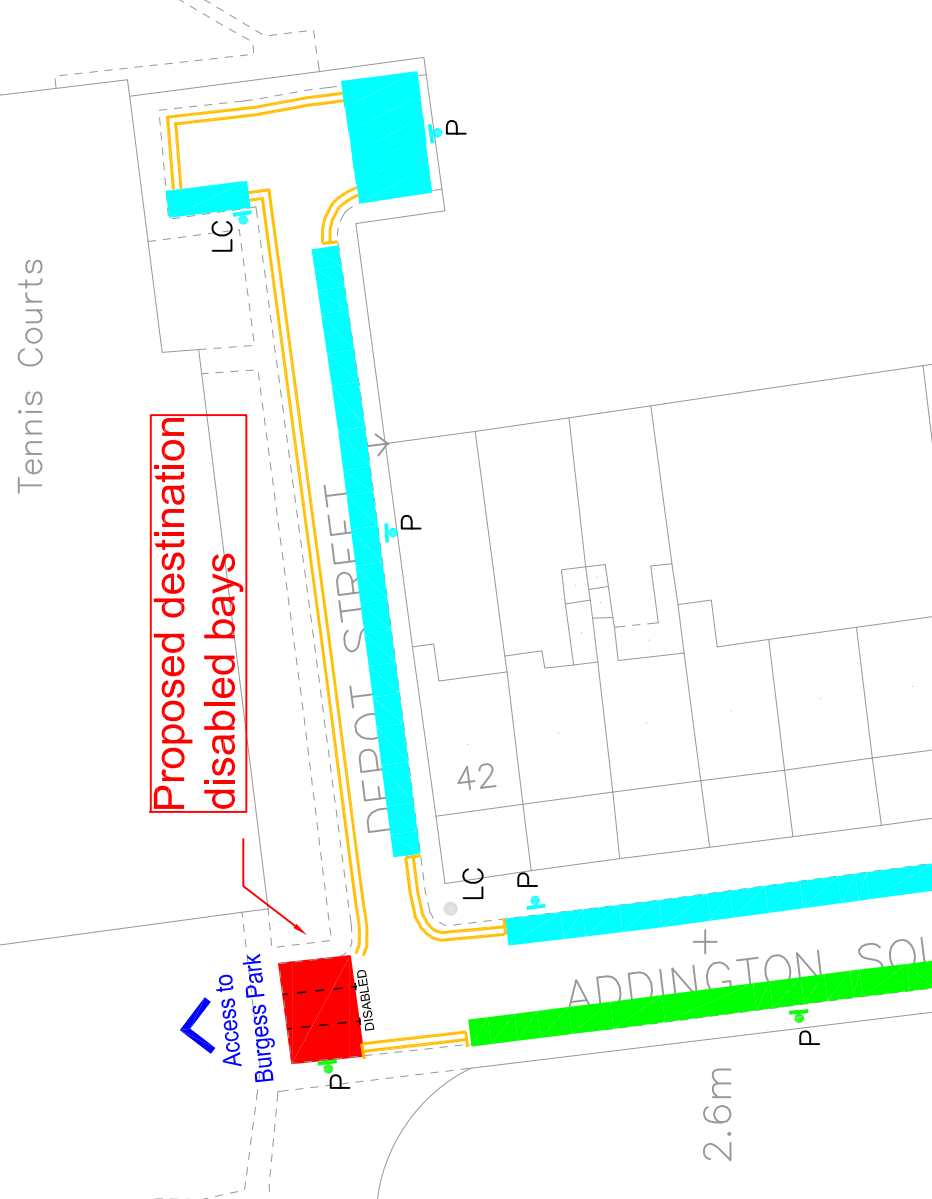 P
LC
Tennis Courts
Proposed destination
disabled bays
DEPOT STREET
P
42
LC
P
ADDINGTON
DISABLED
Access to
Burgess Park
P
P
2.6m